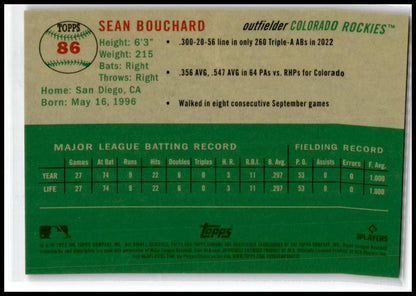 TOPPS
86
SEAN BOUCHARD
outfielder COLORADO ROCKIES™
Height: 6'3"
Weight: 215
Bats: Right
Throws: Right
Home: San Diego, CA
Born: May 16, 1996
• .300-20-56 line in only 260 Triple-A ABs in 2022
• .356 AVG, .547 AVG in 64 PAs vs. RHPs for Colorado
• Walked in eight consecutive September games
MAJOR LEAGUE BATTING RECORD FIELDING RECORD
Games At Bat Runs Hits Doubles Triples H. R. R.B.I. B. Avg. P.O. Assists Errors F. Avg.
YEAR 27 74 9 22 6 0 3 11 .297 53 0 0 1.000
LIFE 27 74 9 22 6 0 3 11 .297 53 0 0 1.000
Topps
PLAYERS